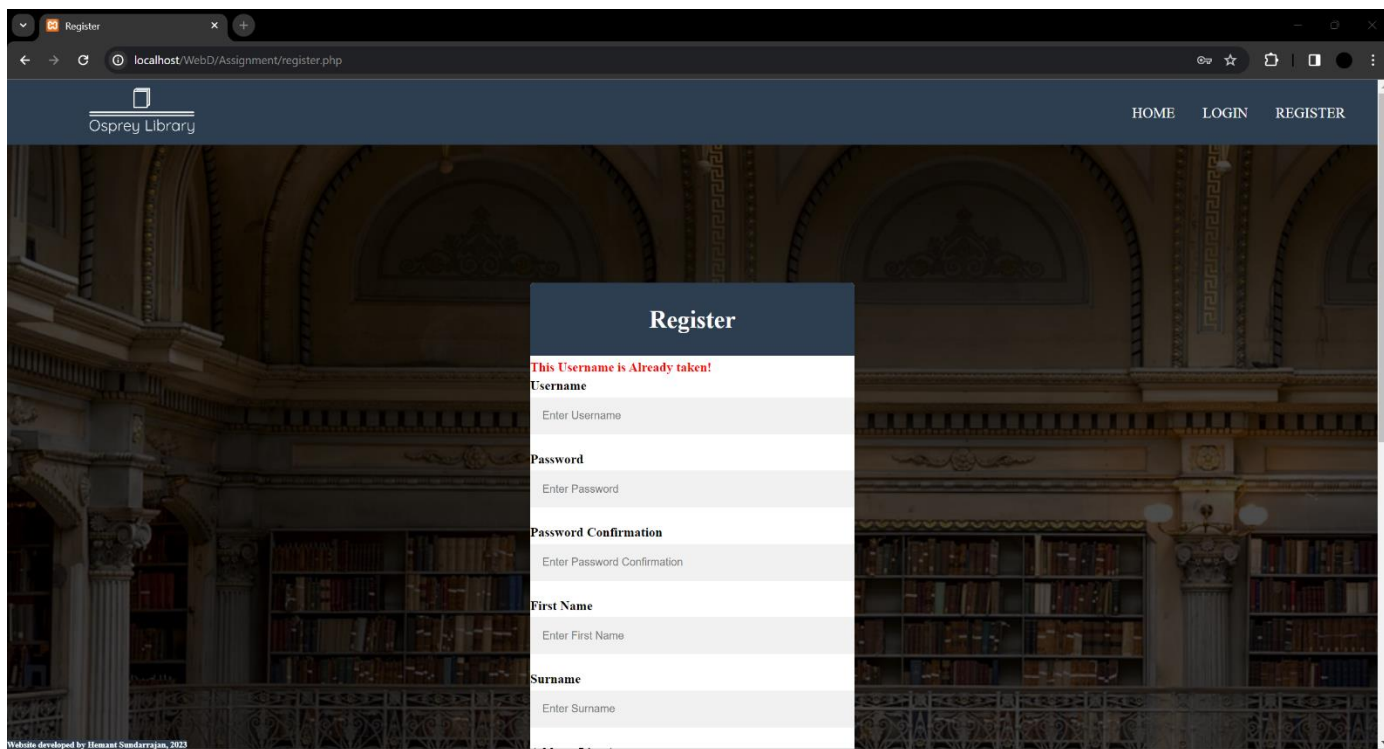 Register
localhost/WebD/Assignment/register.php
Osprey Library
HOME LOGIN REGISTER
Register
This Username is Already taken!
Username
Enter Username
Password
Enter Password
Password Confirmation
Enter Password Confirmation
First Name
Enter First Name
Surname
Enter Surname
Website developed by Hemant Sundarrajan, 2023